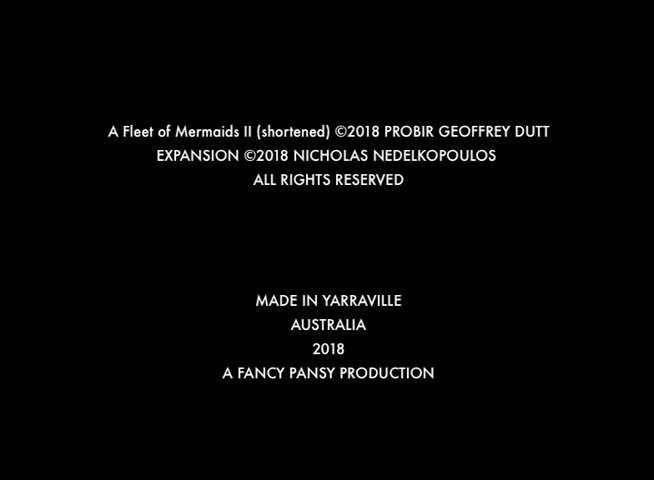 A Fleet of Mermaids II (shortened) ©2018 PROBIR GEOFFREY DUTT
EXPANSION ©2018 NICHOLAS NEDELKOPOULOS
ALL RIGHTS RESERVED
MADE IN YARRAVILLE
AUSTRALIA
2018
A FANCY PANSY PRODUCTION